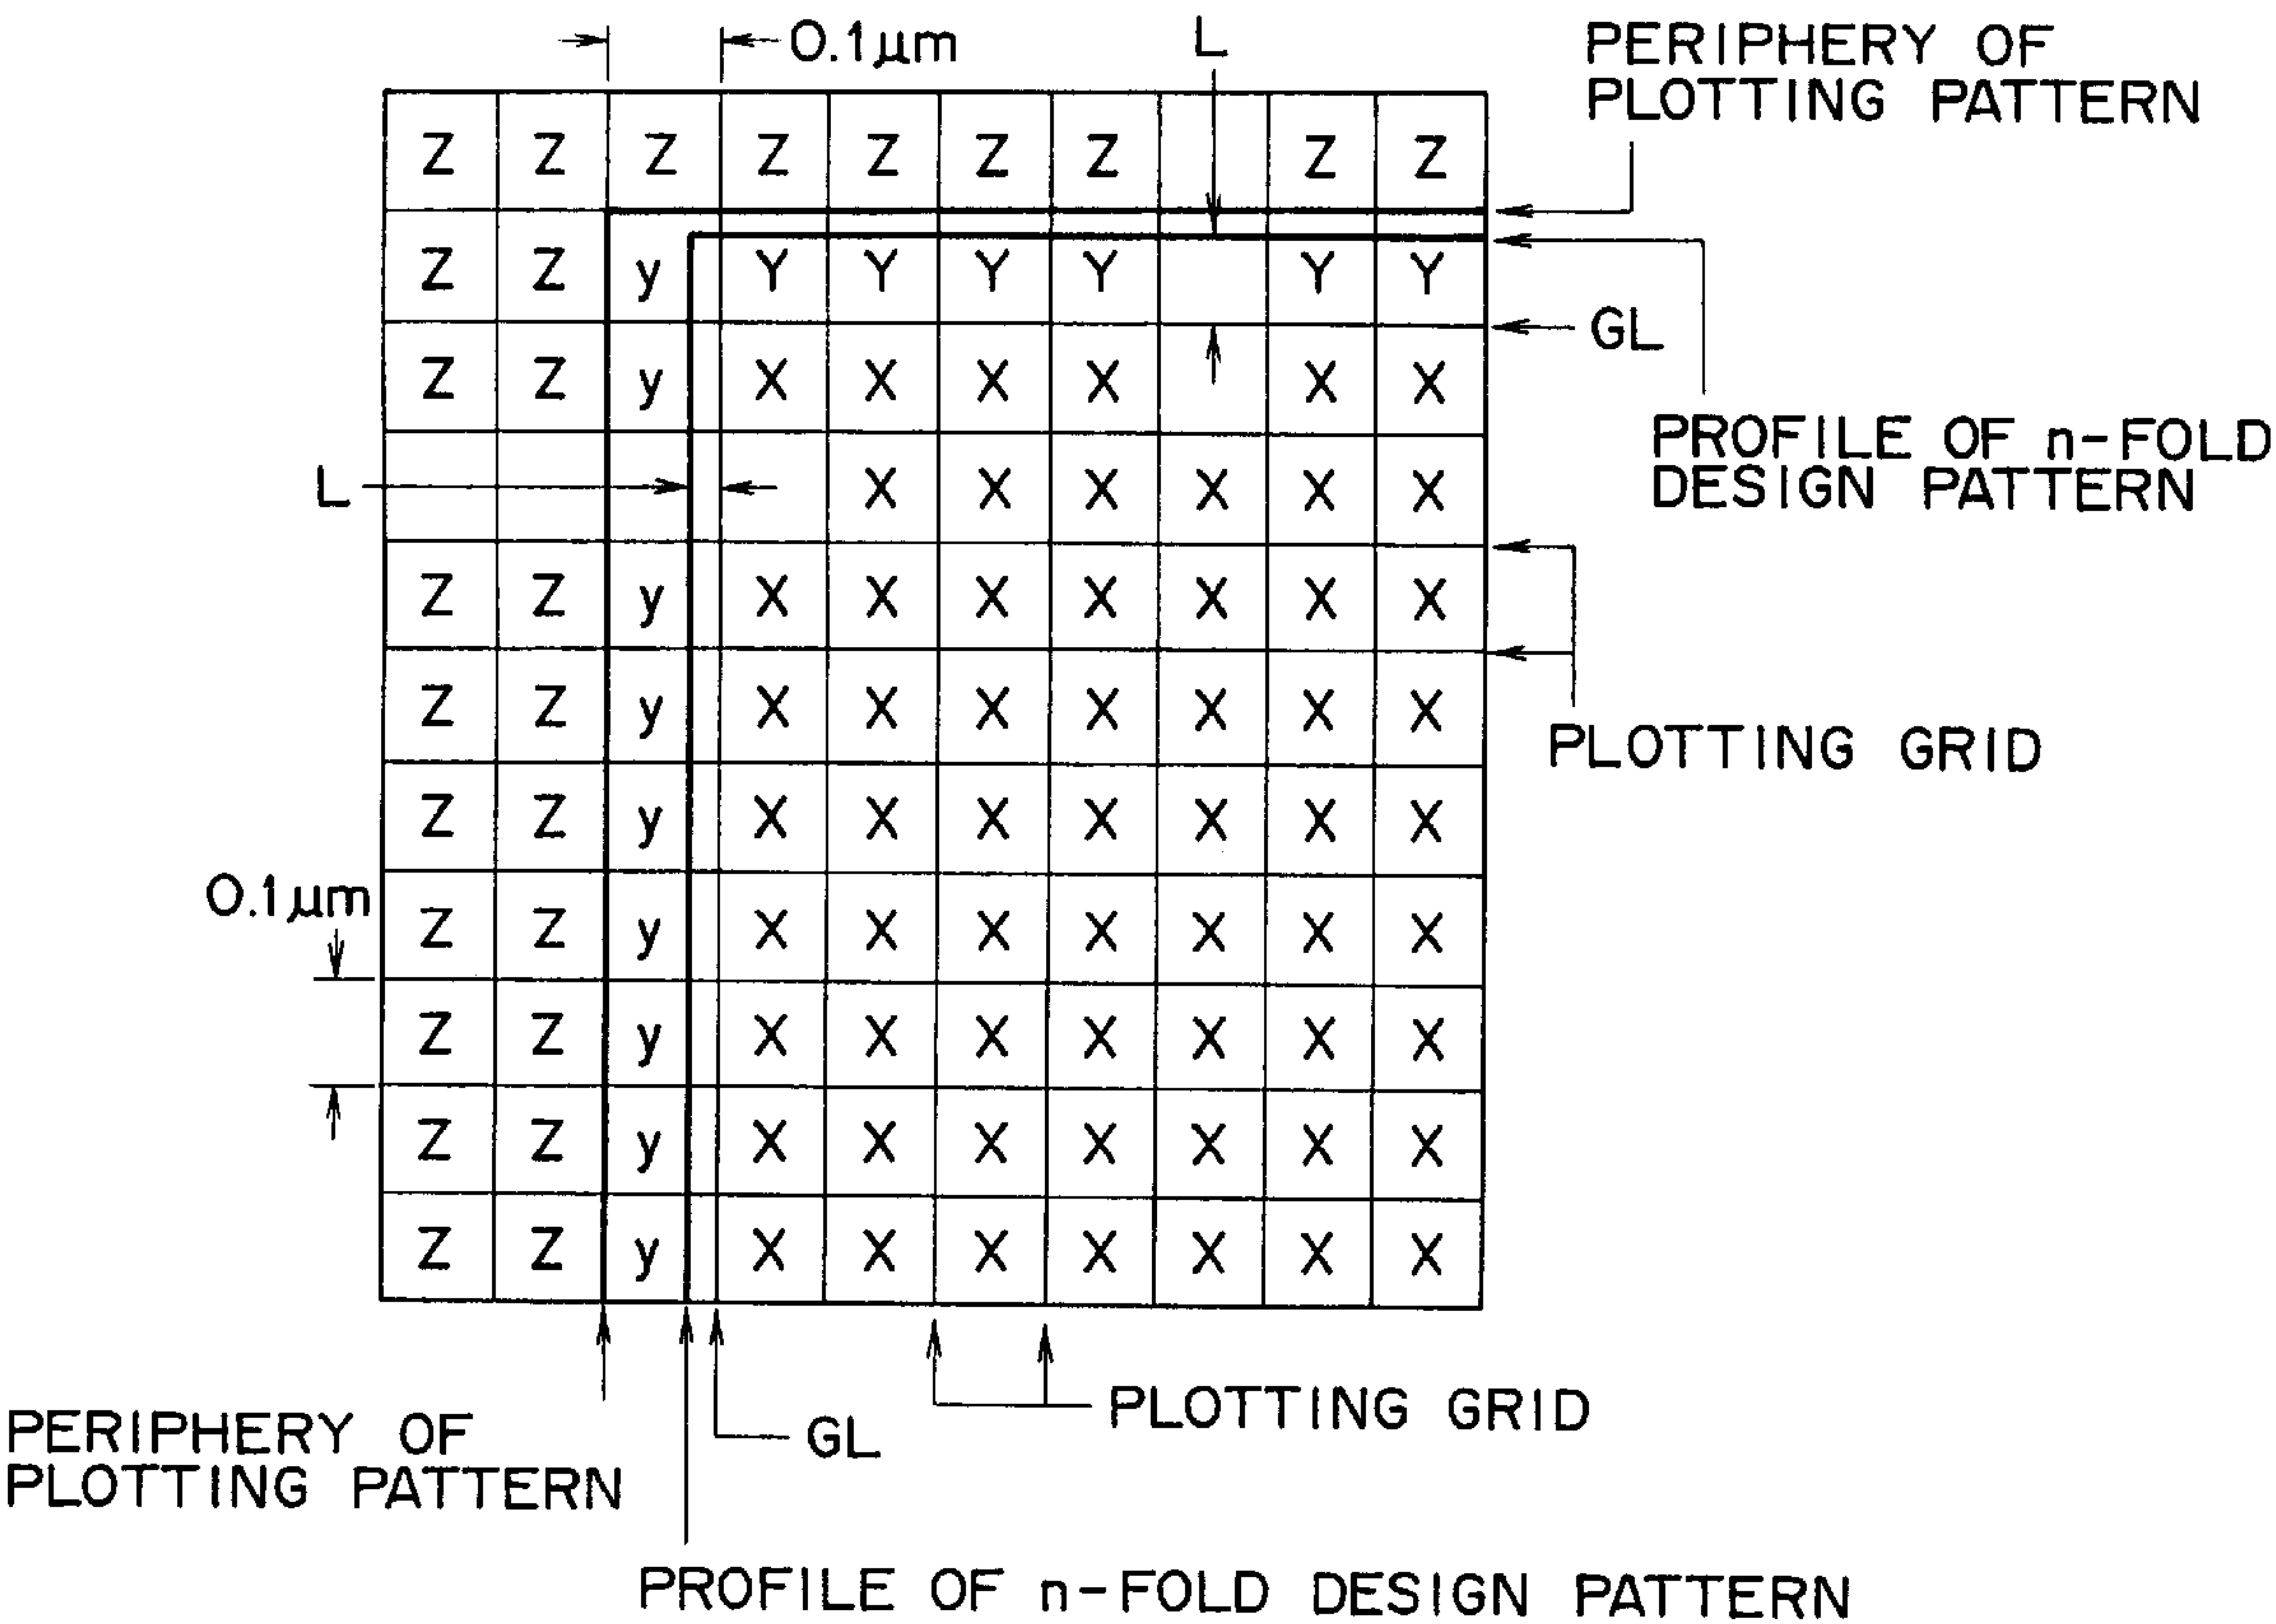 0.1μm
L
PERIPHERY OF
PLOTTING PATTERN
Z Z Z Z Z Z Z Z Z
Z Z y Y Y Y Y Y Y
GL
Z Z y X X X X X X
PROFILE OF n-FOLD
DESIGN PATTERN
L
X X X X X X
Z Z y X X X X X X X
Z Z y X X X X X X X
PLOTTING GRID
Z Z y X X X X X X X
0.1μm
Z Z y X X X X X X X
Z Z y X X X X X X X
Z Z y X X X X X X X
Z Z y X X X X X X X
PERIPHERY OF
PLOTTING PATTERN
GL
PLOTTING GRID
PROFILE OF n-FOLD DESIGN PATTERN